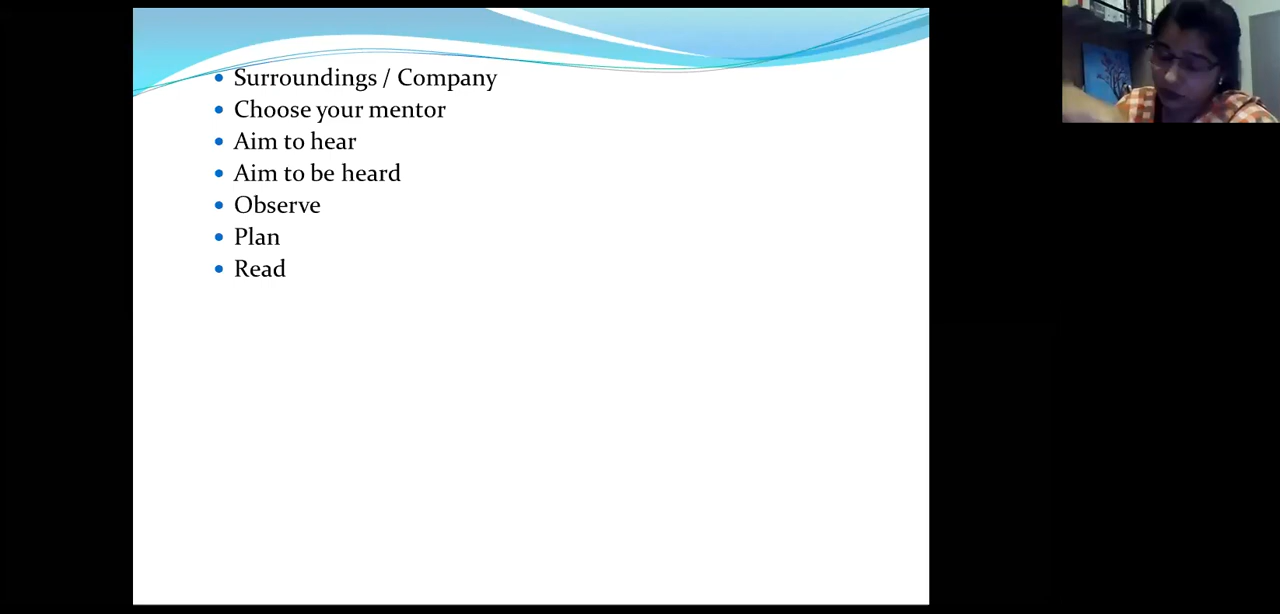 Surroundings / Company
Choose your mentor
Aim to hear
Aim to be heard
Observe
Plan
Read